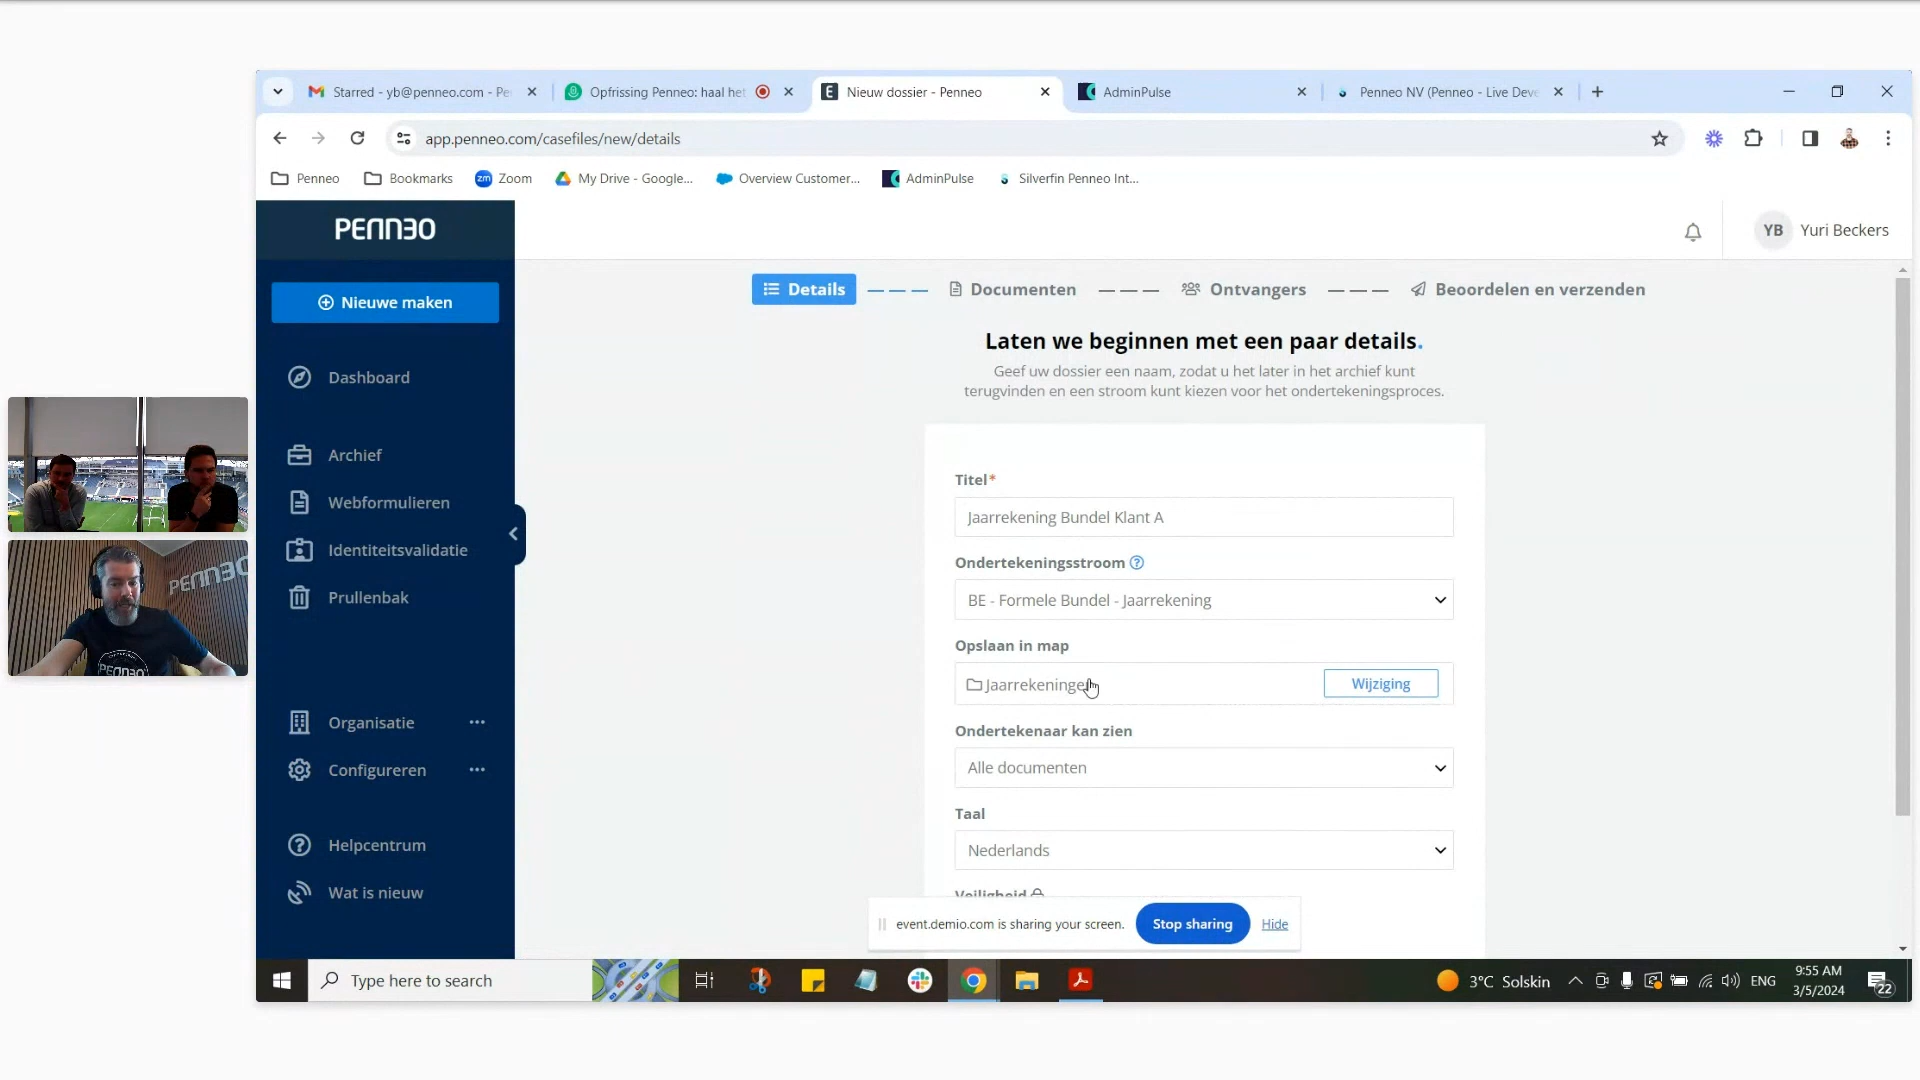 Starred - yb@penneo.com - Pe
Opfrissing Penneo: haal het
Nieuw dossier - Penneo
AdminPulse
Penneo NV (Penneo - Live Deve
app.penneo.com/casefiles/new/details
Penneo
Bookmarks
Zoom
My Drive - Google...
Overview Customer...
AdminPulse
Silverfin Penneo Int...
PENNEO
YB
Yuri Beckers
Nieuwe maken
Dashboard
Archief
Webformulieren
Identiteitsvalidatie
Prullenbak
Organisatie
Configureren
Helpcentrum
Wat is nieuw
Details
Documenten
Ontvangers
Beoordelen en verzenden
Laten we beginnen met een paar details.
Geef uw dossier een naam, zodat u het later in het archief kunt
terugvinden en een stroom kunt kiezen voor het ondertekeningsproces.
Titel*
Jaarrekening Bundel Klant A
Ondertekeningsstroom
BE - Formele Bundel - Jaarrekening
Opslaan in map
Jaarrekeningen
Wijziging
Ondertekenaar kan zien
Alle documenten
Taal
Nederlands
Veiligheid
event.demio.com is sharing your screen.
Stop sharing
Hide
PENNEO
PENNEO
Type here to search
3°C Solskin
ENG
9:55 AM
3/5/2024
22